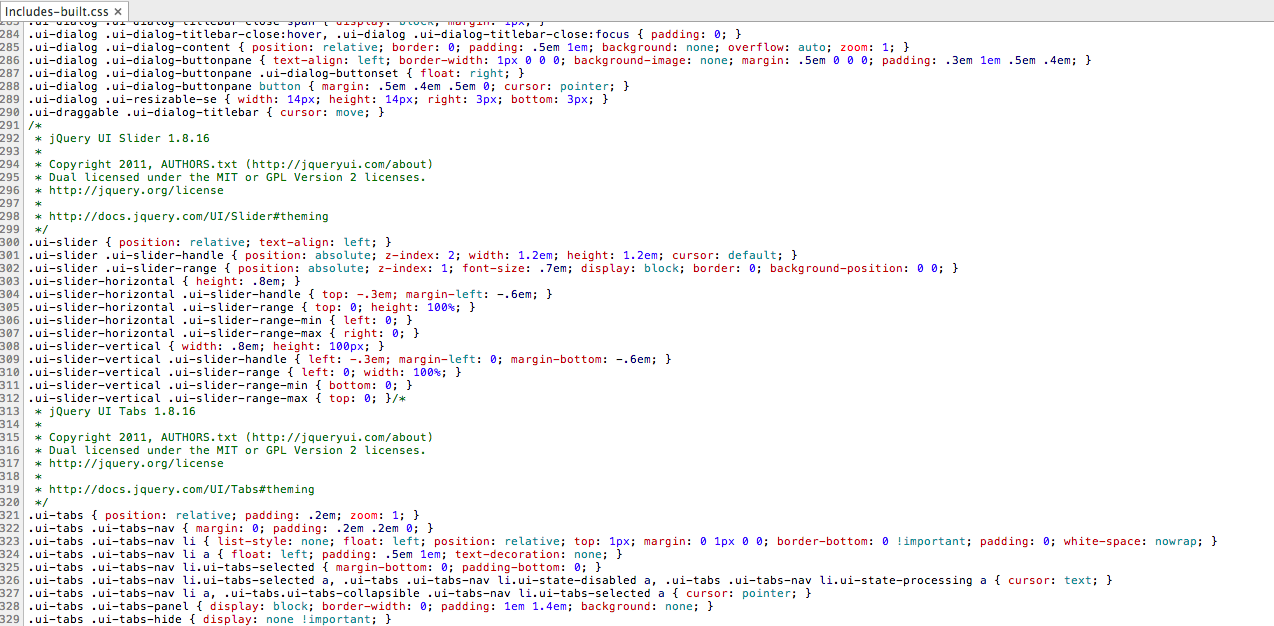 Includes-built.css ×
283 .ui-dialog .ui-dialog-titlebar-close span { display: block; margin: 1px; }
284 .ui-dialog .ui-dialog-titlebar-close:hover, .ui-dialog .ui-dialog-titlebar-close:focus { padding: 0; }
285 .ui-dialog .ui-dialog-content { position: relative; border: 0; padding: .5em 1em; background: none; overflow: auto; zoom: 1; }
286 .ui-dialog .ui-dialog-buttonpane { text-align: left; border-width: 1px 0 0 0; background-image: none; margin: .5em 0 0 0; padding: .3em 1em .5em .4em; }
287 .ui-dialog .ui-dialog-buttonpane .ui-dialog-buttonset { float: right; }
288 .ui-dialog .ui-dialog-buttonpane button { margin: .5em .4em .5em 0; cursor: pointer; }
289 .ui-dialog .ui-resizable-se { width: 14px; height: 14px; right: 3px; bottom: 3px; }
290 .ui-draggable .ui-dialog-titlebar { cursor: move; }
291 /*
292 * jQuery UI Slider 1.8.16
293 *
294 * Copyright 2011, AUTHORS.txt (http://jqueryui.com/about)
295 * Dual licensed under the MIT or GPL Version 2 licenses.
296 * http://jquery.org/license
297 *
298 * http://docs.jquery.com/UI/Slider#theming
299 */
300 .ui-slider { position: relative; text-align: left; }
301 .ui-slider .ui-slider-handle { position: absolute; z-index: 2; width: 1.2em; height: 1.2em; cursor: default; }
302 .ui-slider .ui-slider-range { position: absolute; z-index: 1; font-size: .7em; display: block; border: 0; background-position: 0 0; }
303 .ui-slider-horizontal { height: .8em; }
304 .ui-slider-horizontal .ui-slider-handle { top: -.3em; margin-left: -.6em; }
305 .ui-slider-horizontal .ui-slider-range { top: 0; height: 100%; }
306 .ui-slider-horizontal .ui-slider-range-min { left: 0; }
307 .ui-slider-horizontal .ui-slider-range-max { right: 0; }
308 .ui-slider-vertical { width: .8em; height: 100px; }
309 .ui-slider-vertical .ui-slider-handle { left: -.3em; margin-left: 0; margin-bottom: -.6em; }
310 .ui-slider-vertical .ui-slider-range { left: 0; width: 100%; }
311 .ui-slider-vertical .ui-slider-range-min { bottom: 0; }
312 .ui-slider-vertical .ui-slider-range-max { top: 0; }/*
313 * jQuery UI Tabs 1.8.16
314 *
315 * Copyright 2011, AUTHORS.txt (http://jqueryui.com/about)
316 * Dual licensed under the MIT or GPL Version 2 licenses.
317 * http://jquery.org/license
318 *
319 * http://docs.jquery.com/UI/Tabs#theming
320 */
321 .ui-tabs { position: relative; padding: .2em; zoom: 1; }
322 .ui-tabs .ui-tabs-nav { margin: 0; padding: .2em .2em 0; }
323 .ui-tabs .ui-tabs-nav li { list-style: none; float: left; position: relative; top: 1px; margin: 0 1px 0 0; border-bottom: 0 !important; padding: 0; white-space: nowrap; }
324 .ui-tabs .ui-tabs-nav li a { float: left; padding: .5em 1em; text-decoration: none; }
325 .ui-tabs .ui-tabs-nav li.ui-tabs-selected { margin-bottom: 0; padding-bottom: 0; }
326 .ui-tabs .ui-tabs-nav li.ui-tabs-selected a, .ui-tabs .ui-tabs-nav li.ui-state-disabled a, .ui-tabs .ui-tabs-nav li.ui-state-processing a { cursor: text; }
327 .ui-tabs .ui-tabs-nav li a, .ui-tabs.ui-tabs-collapsible .ui-tabs-nav li.ui-tabs-selected a { cursor: pointer; }
328 .ui-tabs .ui-tabs-panel { display: block; border-width: 0; padding: 1em 1.4em; background: none; }
329 .ui-tabs .ui-tabs-hide { display: none !important; }